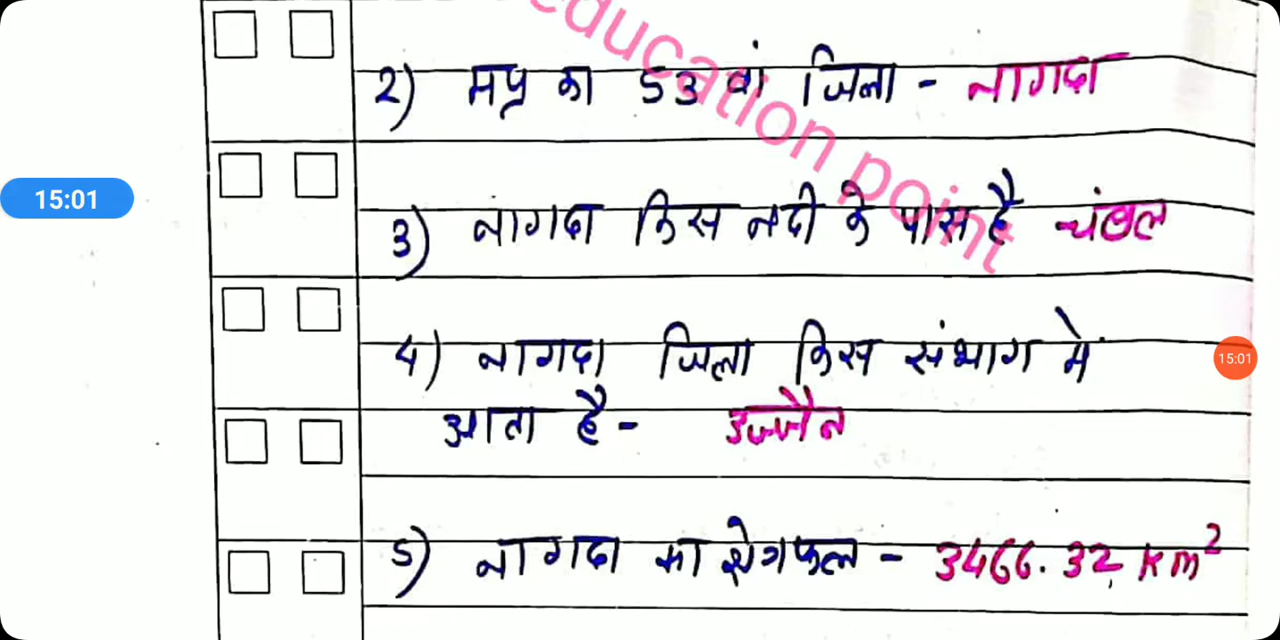 education point
2) मप्र का 53 वां जिला - नागदा
15:01
3) नागदा किस नदी के पास है चंबल
4) नागदा जिला किस संभाग मे
15:01
आता है - उज्जैन
5) नागदा का क्षेत्रफल - 3466.32 km²